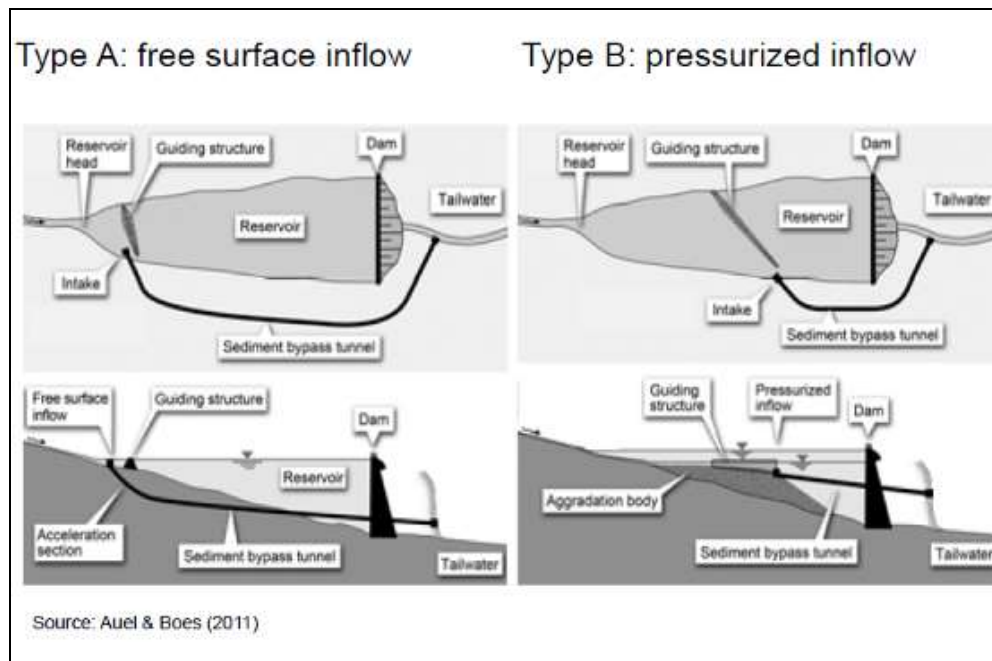 Type A: free surface inflow
Type B: pressurized inflow
Reservoir
head
Guiding structure
Dam
Tailwater
Reservoir
Intake
Sediment bypass tunnel
Reservoir
head
Guiding
structure
Dam
Tailwater
Reservoir
Intake
Sediment bypass tunnel
Free surface
inflow
Guiding structure
Dam
Reservoir
Acceleration
section
Sediment bypass tunnel
Tailwater
Guiding
structure
Pressurized
inflow
Dam
Aggradation body
Sediment bypass tunnel
Tailwater
Source: Auel & Boes (2011)